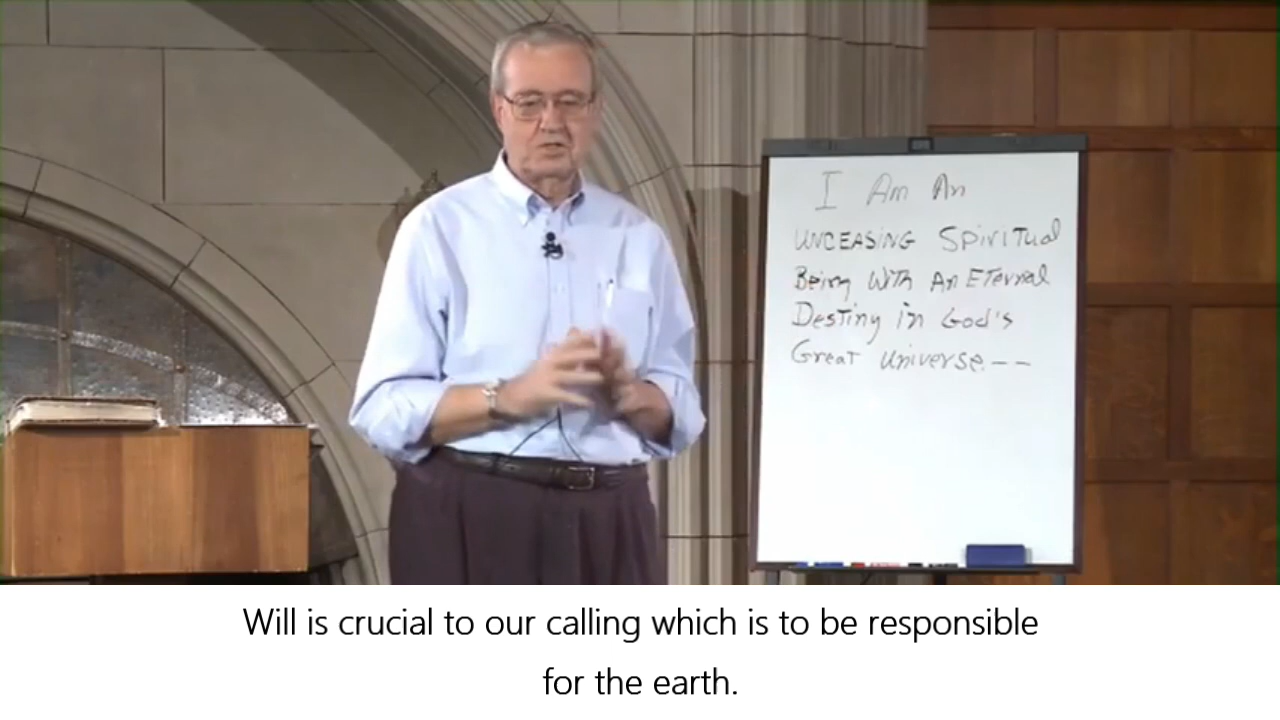 I Am An
UNCEASING SpiriTual
Being With An ETernal
DesTiny in God's
GreaT Universe--
Will is crucial to our calling which is to be responsible
for the earth.